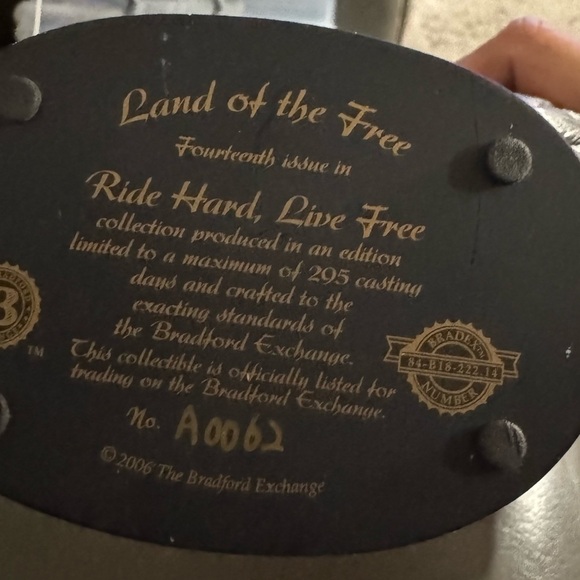 Land of the Free
Fourteenth issue in
Ride Hard, Live Free
collection produced in an edition
limited to a maximum of 295 casting
days and crafted to the
exacting standards of
the Bradford Exchange.
This collectible is officially listed for
trading on the Bradford Exchange.
No. A0062
© 2006 The Bradford Exchange
B
TM
BRADEX™
84-B18-222.14
NUMBER